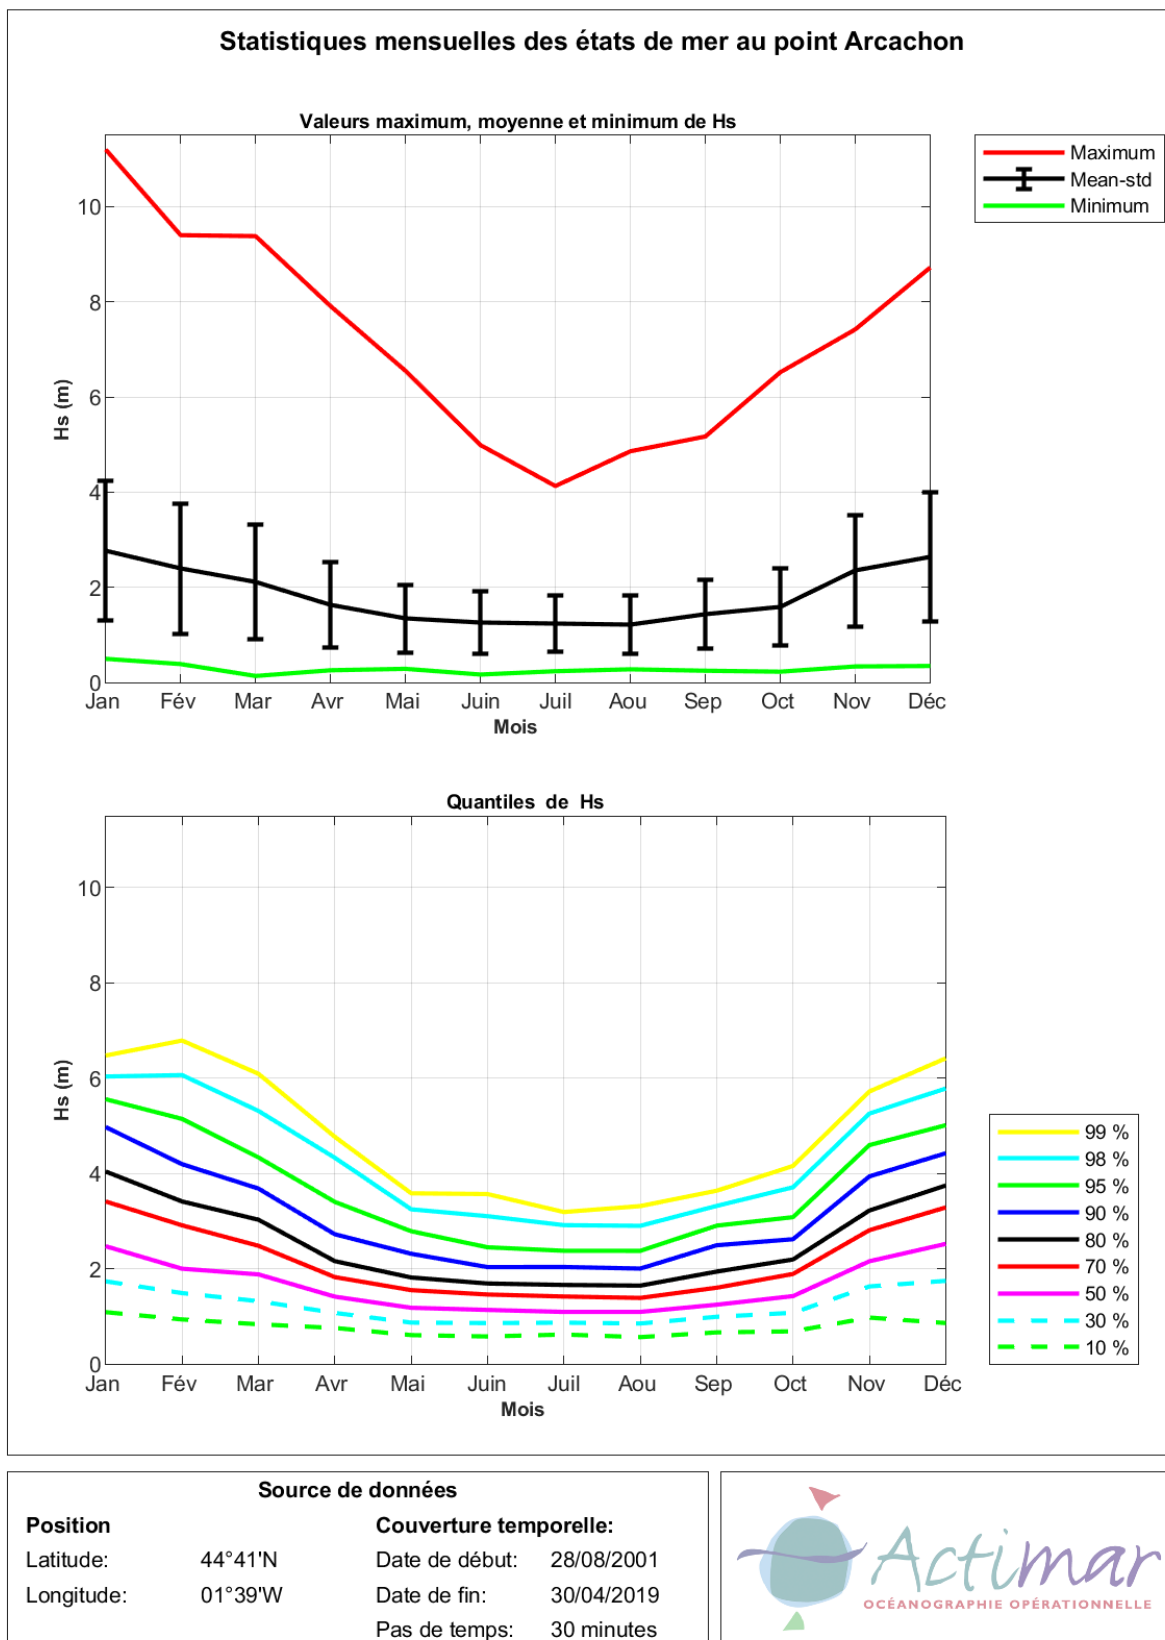 Statistiques mensuelles des états de mer au point Arcachon
Valeurs maximum, moyenne et minimum de Hs
Maximum
Mean-std
Minimum
10
8
6
4
2
0
Hs (m)
Jan Fév Mar Avr Mai Juin Juil Aou Sep Oct Nov Déc
Mois
Quantiles de Hs
10
8
6
4
2
0
Hs (m)
99 %
98 %
95 %
90 %
80 %
70 %
50 %
30 %
10 %
Jan Fév Mar Avr Mai Juin Juil Aou Sep Oct Nov Déc
Mois
Source de données
Position Couverture temporelle:
Latitude: 44°41'N Date de début: 28/08/2001
Longitude: 01°39'W Date de fin: 30/04/2019
Pas de temps: 30 minutes
Actimar
OCÉANOGRAPHIE OPÉRATIONNELLE